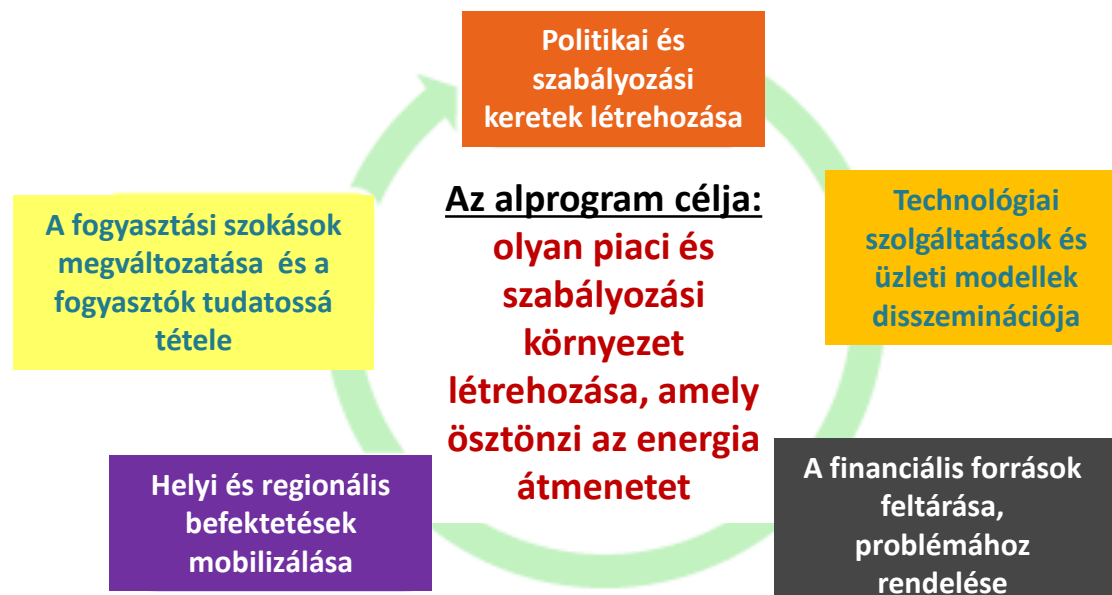 Politikai és
szabályozási
keretek létrehozása
Az alprogram célja:
olyan piaci és
szabályozási
környezet
létrehozása, amely
ösztönzi az energia
átmenetet
Technológiai
szolgáltatások és
üzleti modellek
disszeminációja
A financiális források
feltárása,
problémához
rendelése
Helyi és regionális
befektetések
mobilizálása
A fogyasztási szokások
megváltozatása és a
fogyasztók tudatossá
tétele